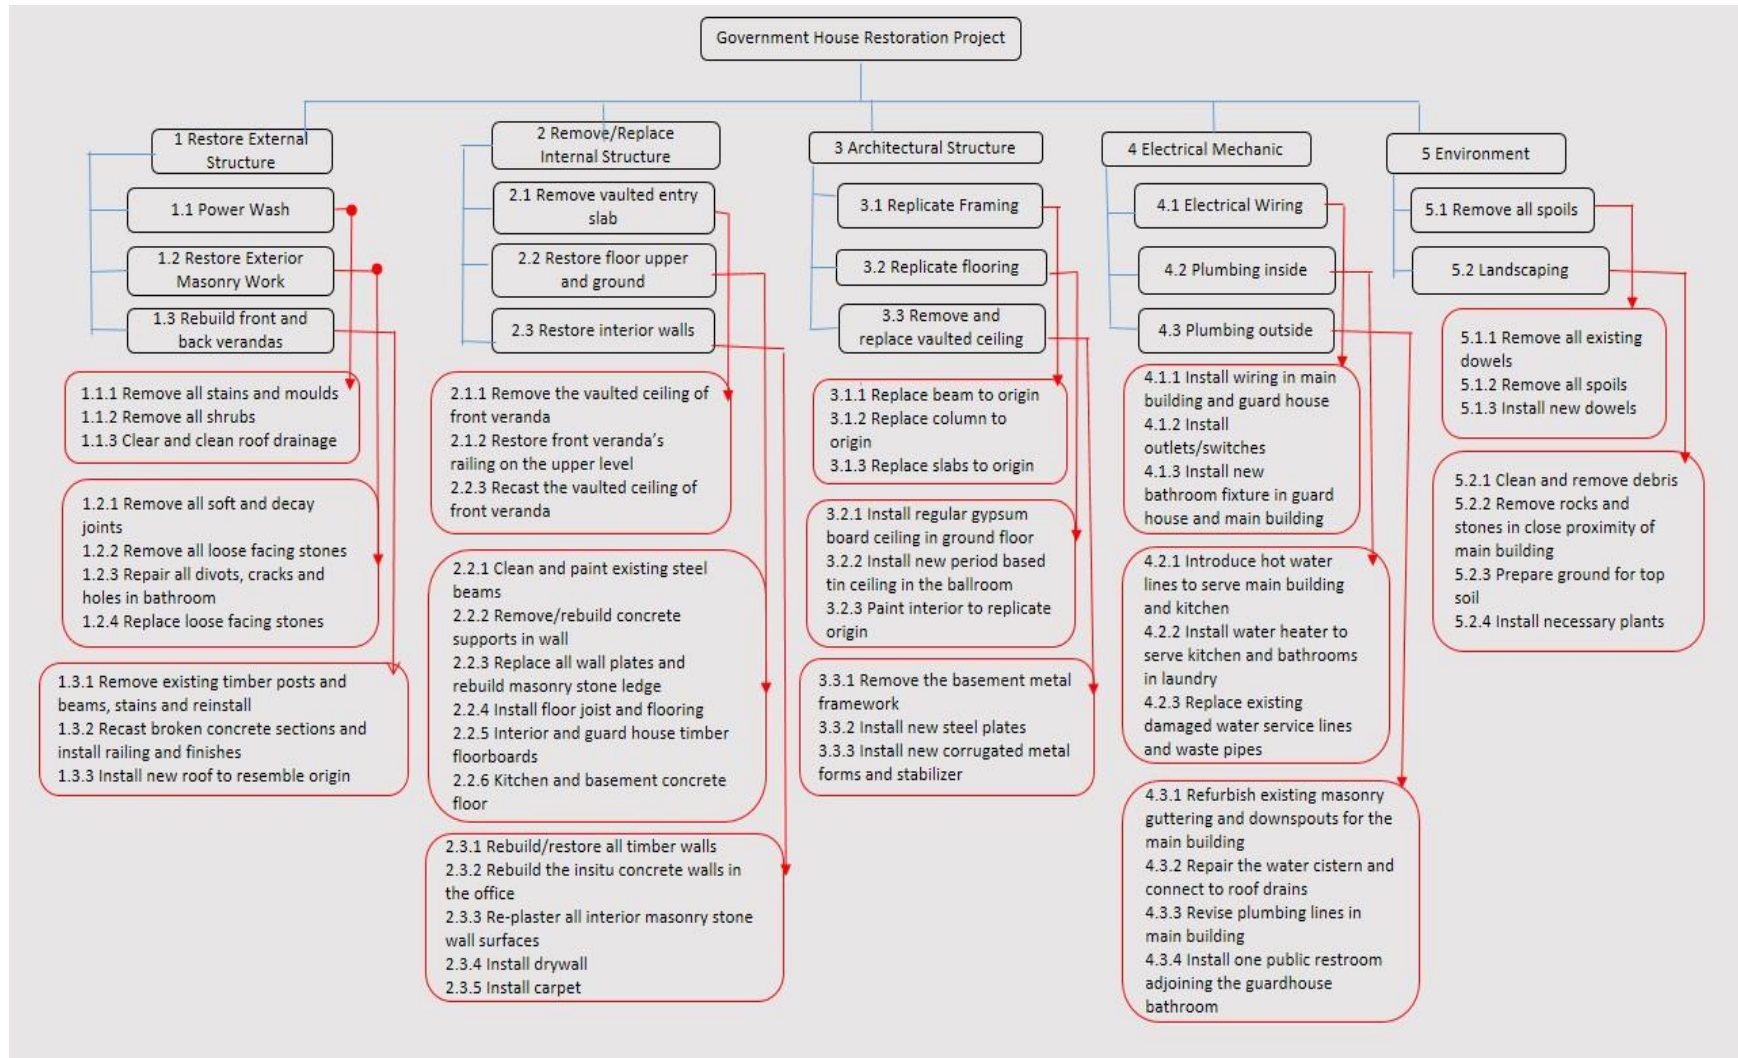 Government House Restoration Project
1 Restore External
Structure
1.1 Power Wash
1.2 Restore Exterior
Masonry Work
1.3 Rebuild front and
back verandas
1.1.1 Remove all stains and moulds
1.1.2 Remove all shrubs
1.1.3 Clear and clean roof drainage
1.2.1 Remove all soft and decay
joints
1.2.2 Remove all loose facing stones
1.2.3 Repair all divots, cracks and
holes in bathroom
1.2.4 Replace loose facing stones
1.3.1 Remove existing timber posts and
beams, stains and reinstall
1.3.2 Recast broken concrete sections and
install railing and finishes
1.3.3 Install new roof to resemble origin
2 Remove/Replace
Internal Structure
2.1 Remove vaulted entry
slab
2.2 Restore floor upper
and ground
2.3 Restore interior walls
2.1.1 Remove the vaulted ceiling of
front veranda
2.1.2 Restore front veranda’s
railing on the upper level
2.2.3 Recast the vaulted ceiling of
front veranda
2.2.1 Clean and paint existing steel
beams
2.2.2 Remove/rebuild concrete
supports in wall
2.2.3 Replace all wall plates and
rebuild masonry stone ledge
2.2.4 Install floor joist and flooring
2.2.5 Interior and guard house timber
floorboards
2.2.6 Kitchen and basement concrete
floor
2.3.1 Rebuild/restore all timber walls
2.3.2 Rebuild the insitu concrete walls in
the office
2.3.3 Re-plaster all interior masonry stone
wall surfaces
2.3.4 Install drywall
2.3.5 Install carpet
3 Architectural Structure
3.1 Replicate Framing
3.2 Replicate flooring
3.3 Remove and
replace vaulted ceiling
3.1.1 Replace beam to origin
3.1.2 Replace column to
origin
3.1.3 Replace slabs to origin
3.2.1 Install regular gypsum
board ceiling in ground floor
3.2.2 Install new period based
tin ceiling in the ballroom
3.2.3 Paint interior to replicate
origin
3.3.1 Remove the basement metal
framework
3.3.2 Install new steel plates
3.3.3 Install new corrugated metal
forms and stabilizer
4 Electrical Mechanic
4.1 Electrical Wiring
4.2 Plumbing inside
4.3 Plumbing outside
4.1.1 Install wiring in main
building and guard house
4.1.2 Install
outlets/switches
4.1.3 Install new
bathroom fixture in guard
house and main building
4.2.1 Introduce hot water
lines to serve main building
and kitchen
4.2.2 Install water heater to
serve kitchen and bathrooms
in laundry
4.2.3 Replace existing
damaged water service lines
and waste pipes
4.3.1 Refurbish existing masonry
guttering and downspouts for the
main building
4.3.2 Repair the water cistern and
connect to roof drains
4.3.3 Revise plumbing lines in
main building
4.3.4 Install one public restroom
adjoining the guardhouse
bathroom
5 Environment
5.1 Remove all spoils
5.2 Landscaping
5.1.1 Remove all existing
dowels
5.1.2 Remove all spoils
5.1.3 Install new dowels
5.2.1 Clean and remove debris
5.2.2 Remove rocks and
stones in close proximity of
main building
5.2.3 Prepare ground for top
soil
5.2.4 Install necessary plants